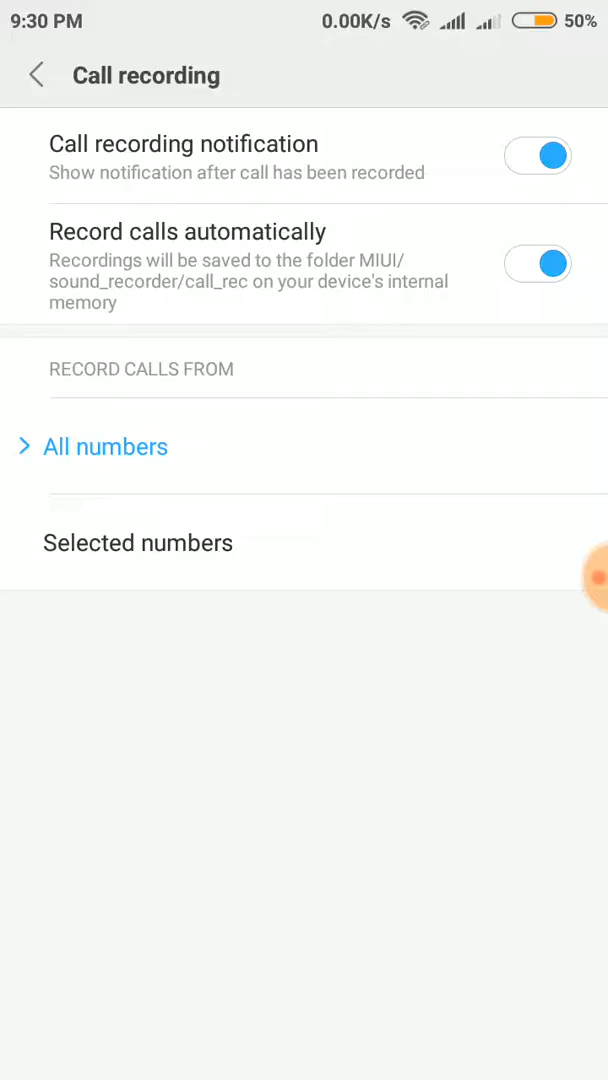 9:30 PM 0.00K/s 50%
Call recording
Call recording notification
Show notification after call has been recorded
Record calls automatically
Recordings will be saved to the folder MIUI/
sound_recorder/call_rec on your device's internal
memory
RECORD CALLS FROM
All numbers
Selected numbers